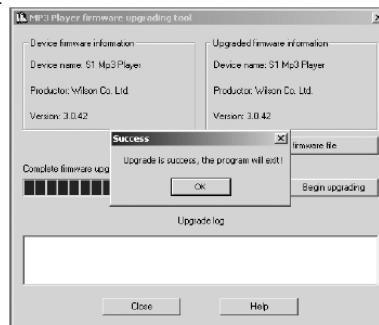 MP3 Player firmware upgrading tool
Device firmware information
Device name: S1 Mp3 Player
Productor: Wilson Co. Ltd.
Version: 3.0.42
Upgraded firmware information
Device name: S1 Mp3 Player
Productor: Wilson Co. Ltd.
Version: 3.0.42
firmware file
Success
Upgrade is success, the program will exit!
OK
Complete firmware upg
Begin upgrading
Upgrade log
Close
Help